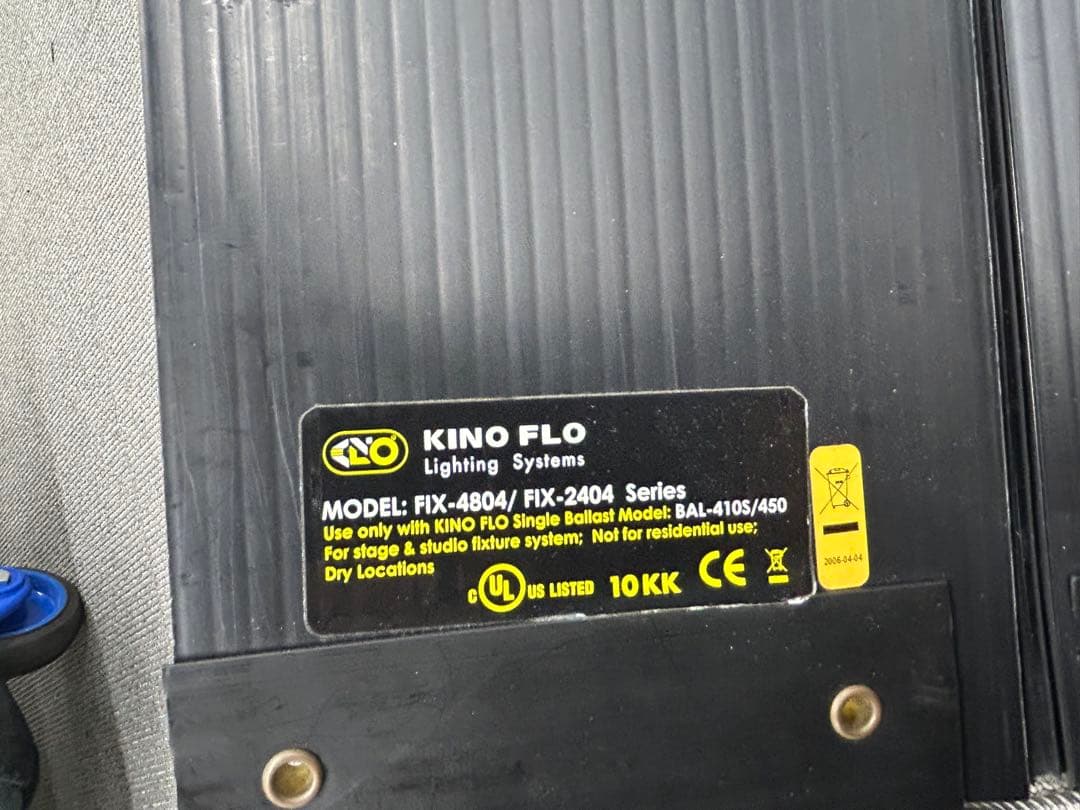 KINO FLO
Lighting Systems
MODEL: FIX-4804/ FIX-2404 Series
Use only with KINO FLO Single Ballast Model: BAL-410S/450
For stage & studio fixture system; Not for residential use;
Dry Locations
C UL US LISTED 10KK CE
2006-04-04